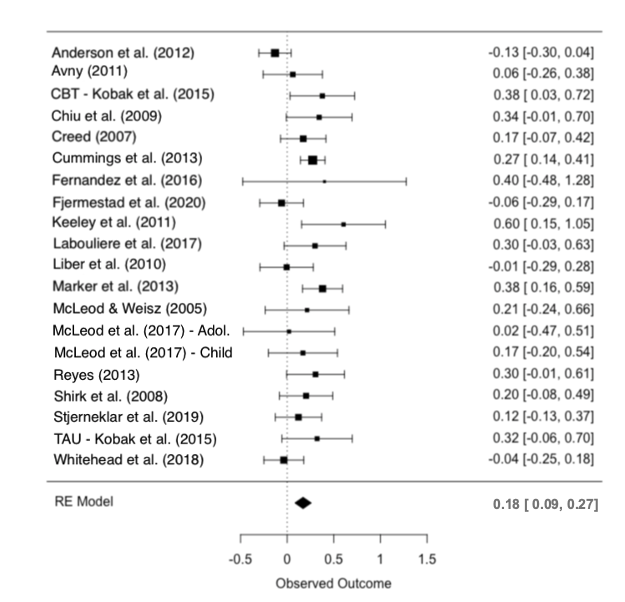 Anderson et al. (2012) -0.13 [-0.30, 0.04]
Avny (2011) 0.06 [-0.26, 0.38]
CBT - Kobak et al. (2015) 0.38 [ 0.03, 0.72]
Chiu et al. (2009) 0.34 [-0.01, 0.70]
Creed (2007) 0.17 [-0.07, 0.42]
Cummings et al. (2013) 0.27 [ 0.14, 0.41]
Fernandez et al. (2016) 0.40 [-0.48, 1.28]
Fjermestad et al. (2020) -0.06 [-0.29, 0.17]
Keeley et al. (2011) 0.60 [ 0.15, 1.05]
Labouliere et al. (2017) 0.30 [-0.03, 0.63]
Liber et al. (2010) -0.01 [-0.29, 0.28]
Marker et al. (2013) 0.38 [ 0.16, 0.59]
McLeod & Weisz (2005) 0.21 [-0.24, 0.66]
McLeod et al. (2017) - Adol. 0.02 [-0.47, 0.51]
McLeod et al. (2017) - Child 0.17 [-0.20, 0.54]
Reyes (2013) 0.30 [-0.01, 0.61]
Shirk et al. (2008) 0.20 [-0.08, 0.49]
Stjerneklar et al. (2019) 0.12 [-0.13, 0.37]
TAU - Kobak et al. (2015) 0.32 [-0.06, 0.70]
Whitehead et al. (2018) -0.04 [-0.25, 0.18]
RE Model 0.18 [ 0.09, 0.27]
-0.5 0 0.5 1 1.5
Observed Outcome